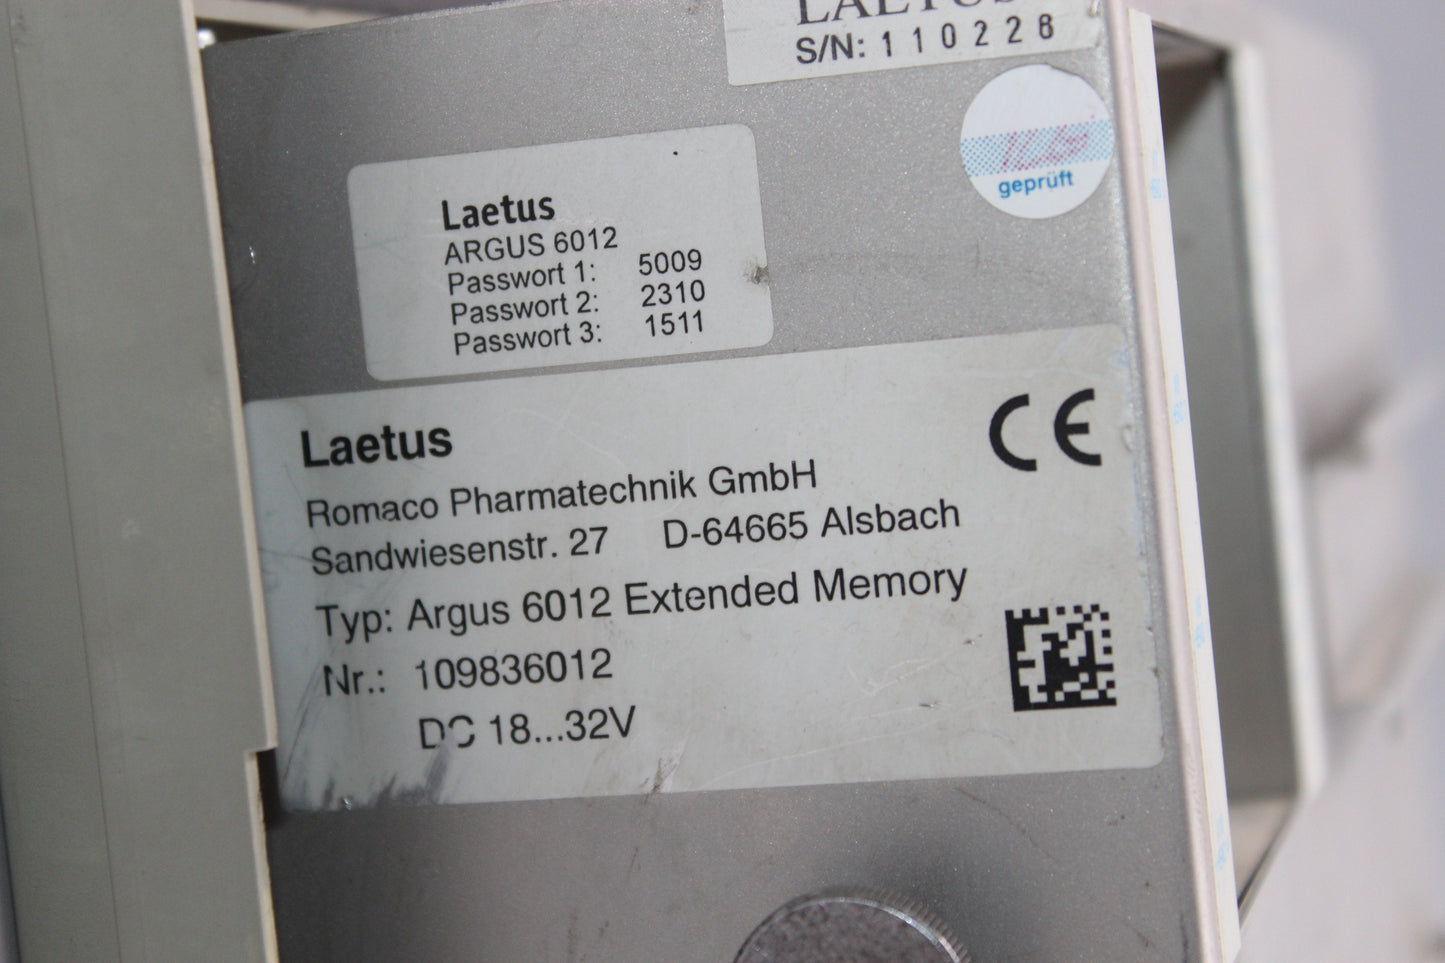 LAETUS
S/N: 110228
geprüft
Laetus
ARGUS 6012
Passwort 1: 5009
Passwort 2: 2310
Passwort 3: 1511
Laetus
CE
Romaco Pharmatechnik GmbH
Sandwiesenstr. 27 D-64665 Alsbach
Typ: Argus 6012 Extended Memory
Nr.: 109836012
DC 18...32V